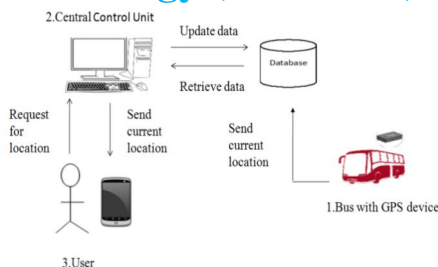 2.Central Control Unit
Update data
Database
Retrieve data
Request
for
location
Send
current
location
Send
current
location
1.Bus with GPS device
3.User